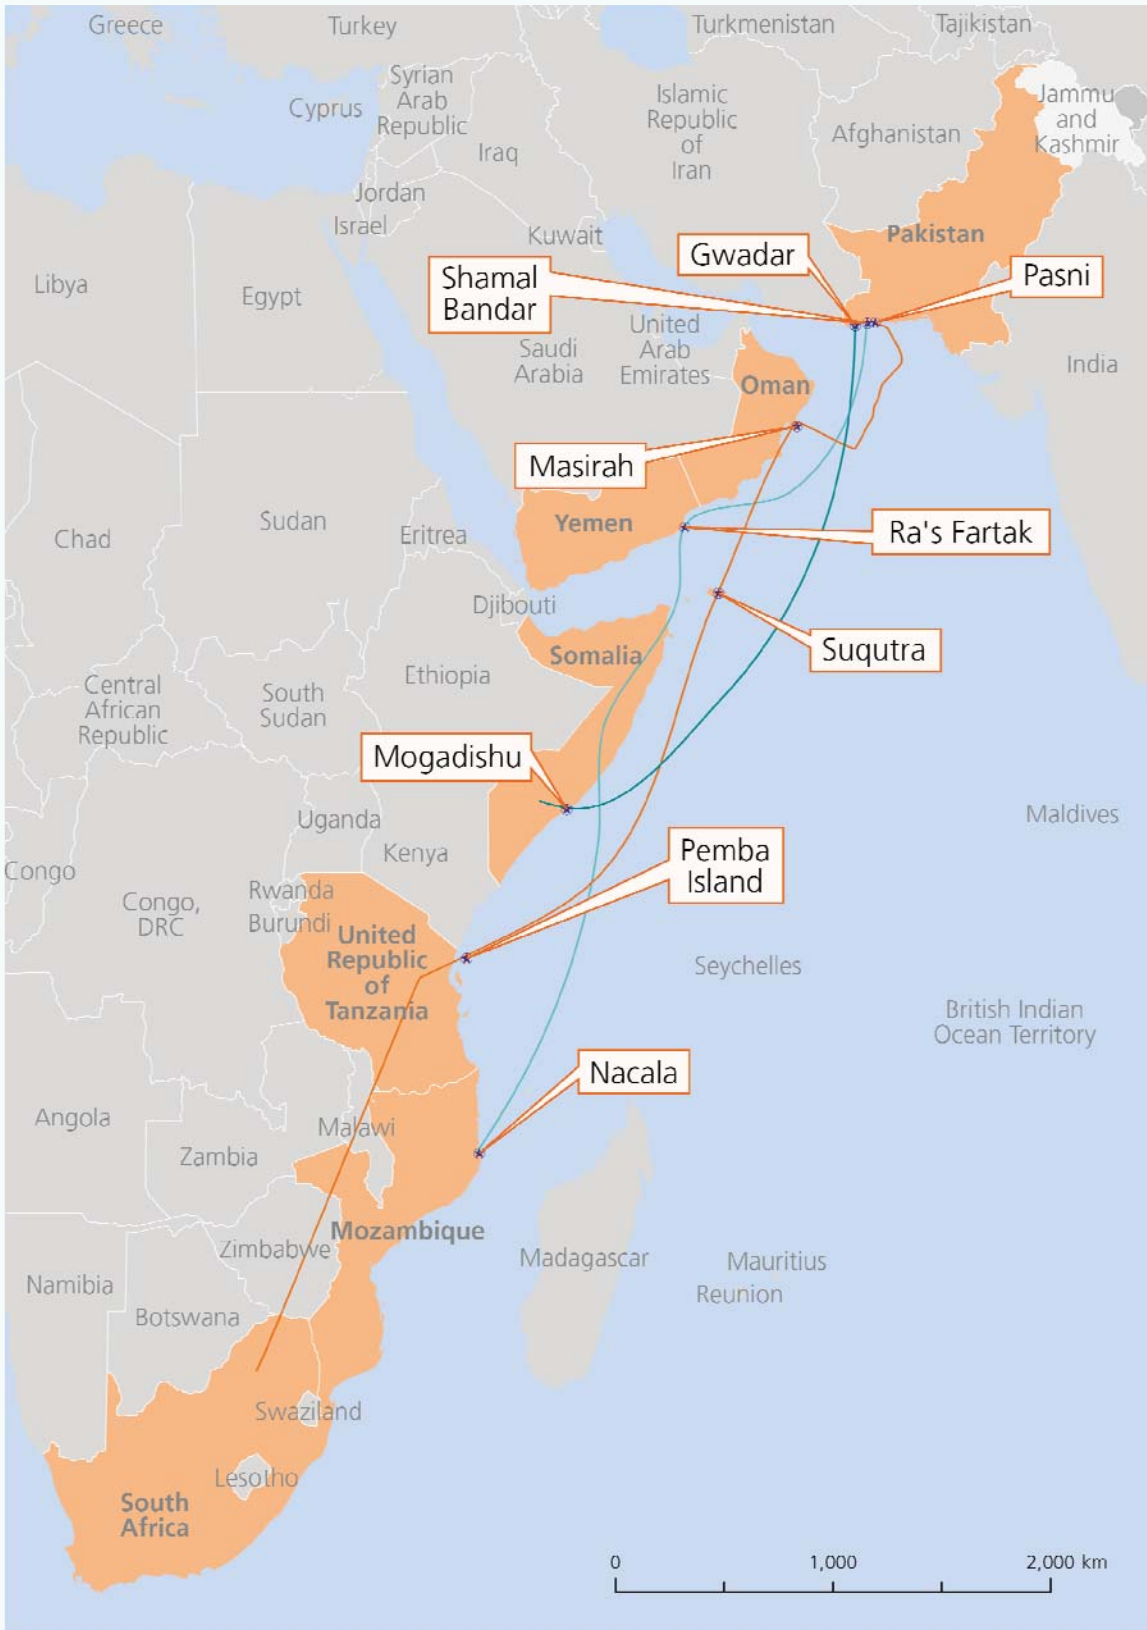 Greece
Turkey
Turkmenistan
Tajikistan
Syrian
Arab
Republic
Cyprus
Islamic
Republic
of
Iran
Afghanistan
Jammu
and
Kashmir
Iraq
Jordan
Israel
Kuwait
Pakistan
Libya
Egypt
Shamal
Bandar
Gwadar
Pasni
United
Arab
Emirates
Saudi
Arabia
India
Oman
Masirah
Chad
Sudan
Eritrea
Yemen
Ra's Fartak
Djibouti
Somalia
Suqutra
Ethiopia
Central
African
Republic
South
Sudan
Mogadishu
Uganda
Kenya
Maldives
Congo
Rwanda
Burundi
Congo,
DRC
Pemba
Island
United
Republic
of
Tanzania
Seychelles
British Indian
Ocean Territory
Nacala
Angola
Malawi
Zambia
Mozambique
Zimbabwe
Madagascar
Mauritius
Reunion
Namibia
Botswana
Swaziland
Lesotho
South
Africa
0 1,000 2,000 km